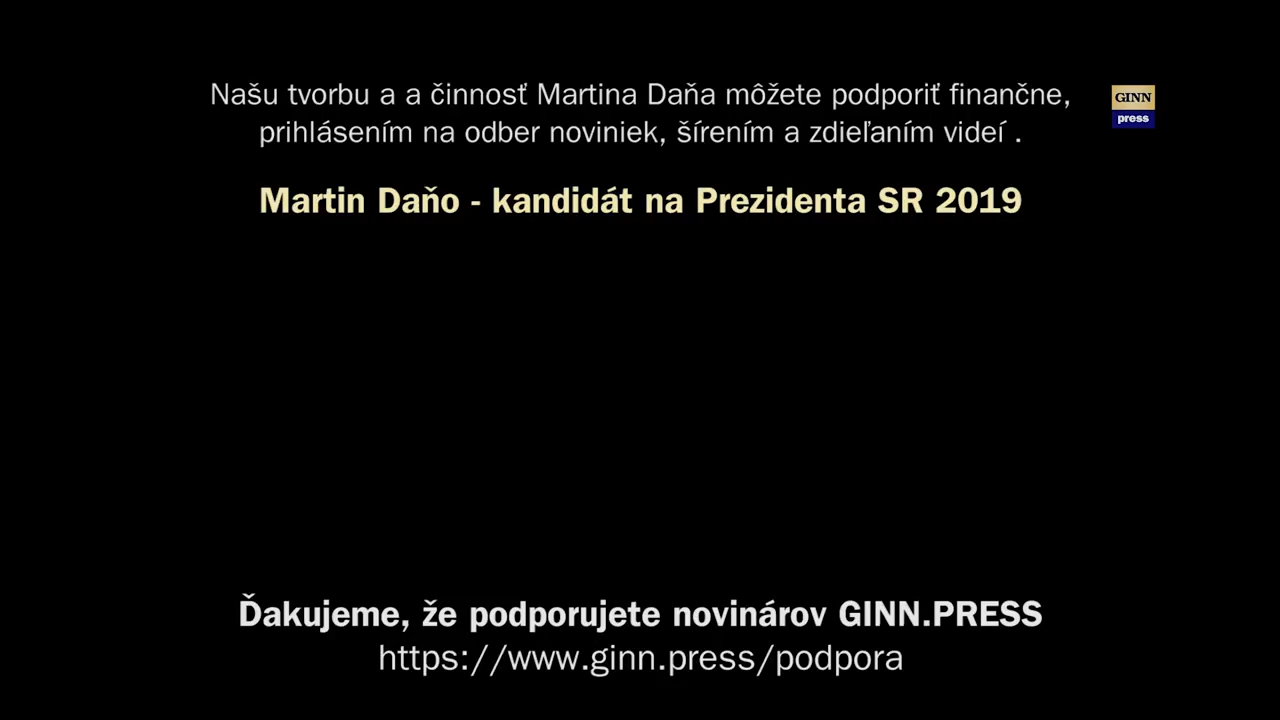 Našu tvorbu a a činnosť Martina Daňa môžete podporiť finančne,
prihlásením na odber noviniek, šírením a zdieľaním videí .
GINN
press
Martin Daňo - kandidát na Prezidenta SR 2019
Ďakujeme, že podporujete novinárov GINN.PRESS
https://www.ginn.press/podpora